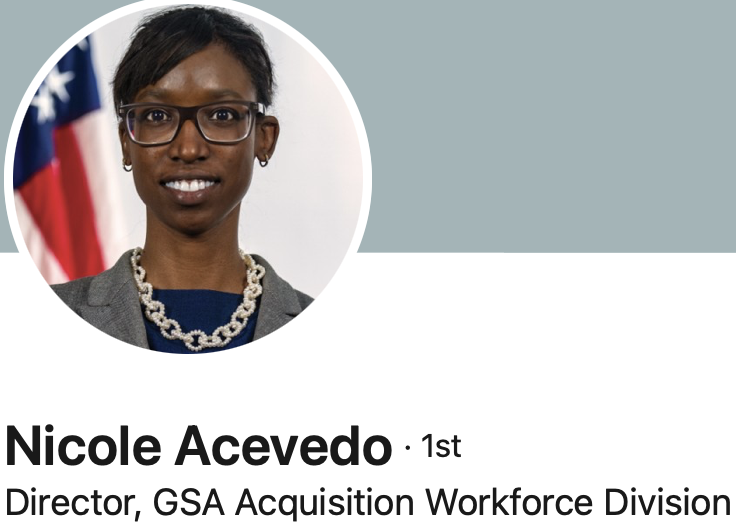 Nicole Acevedo · 1st
Director, GSA Acquisition Workforce Division